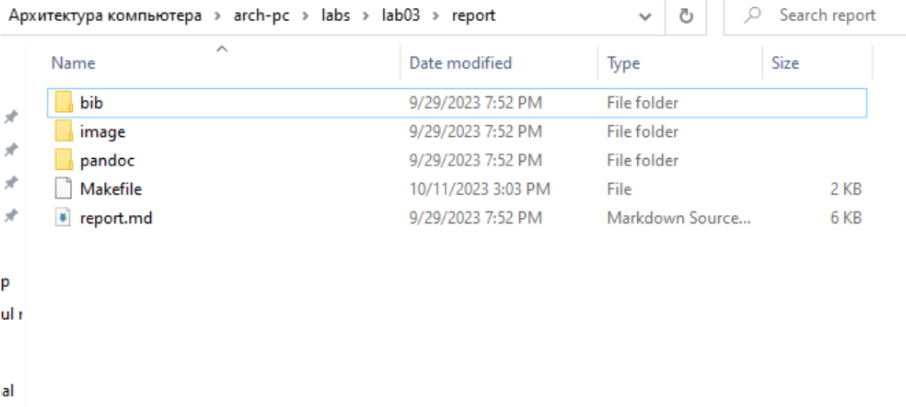 Архитектура компьютера > arch-pc > labs > lab03 > report Search report
Name Date modified Type Size
bib 9/29/2023 7:52 PM File folder
image 9/29/2023 7:52 PM File folder
pandoc 9/29/2023 7:52 PM File folder
Makefile 10/11/2023 3:03 PM File 2 KB
report.md 9/29/2023 7:52 PM Markdown Source... 6 KB
p
ul r
al